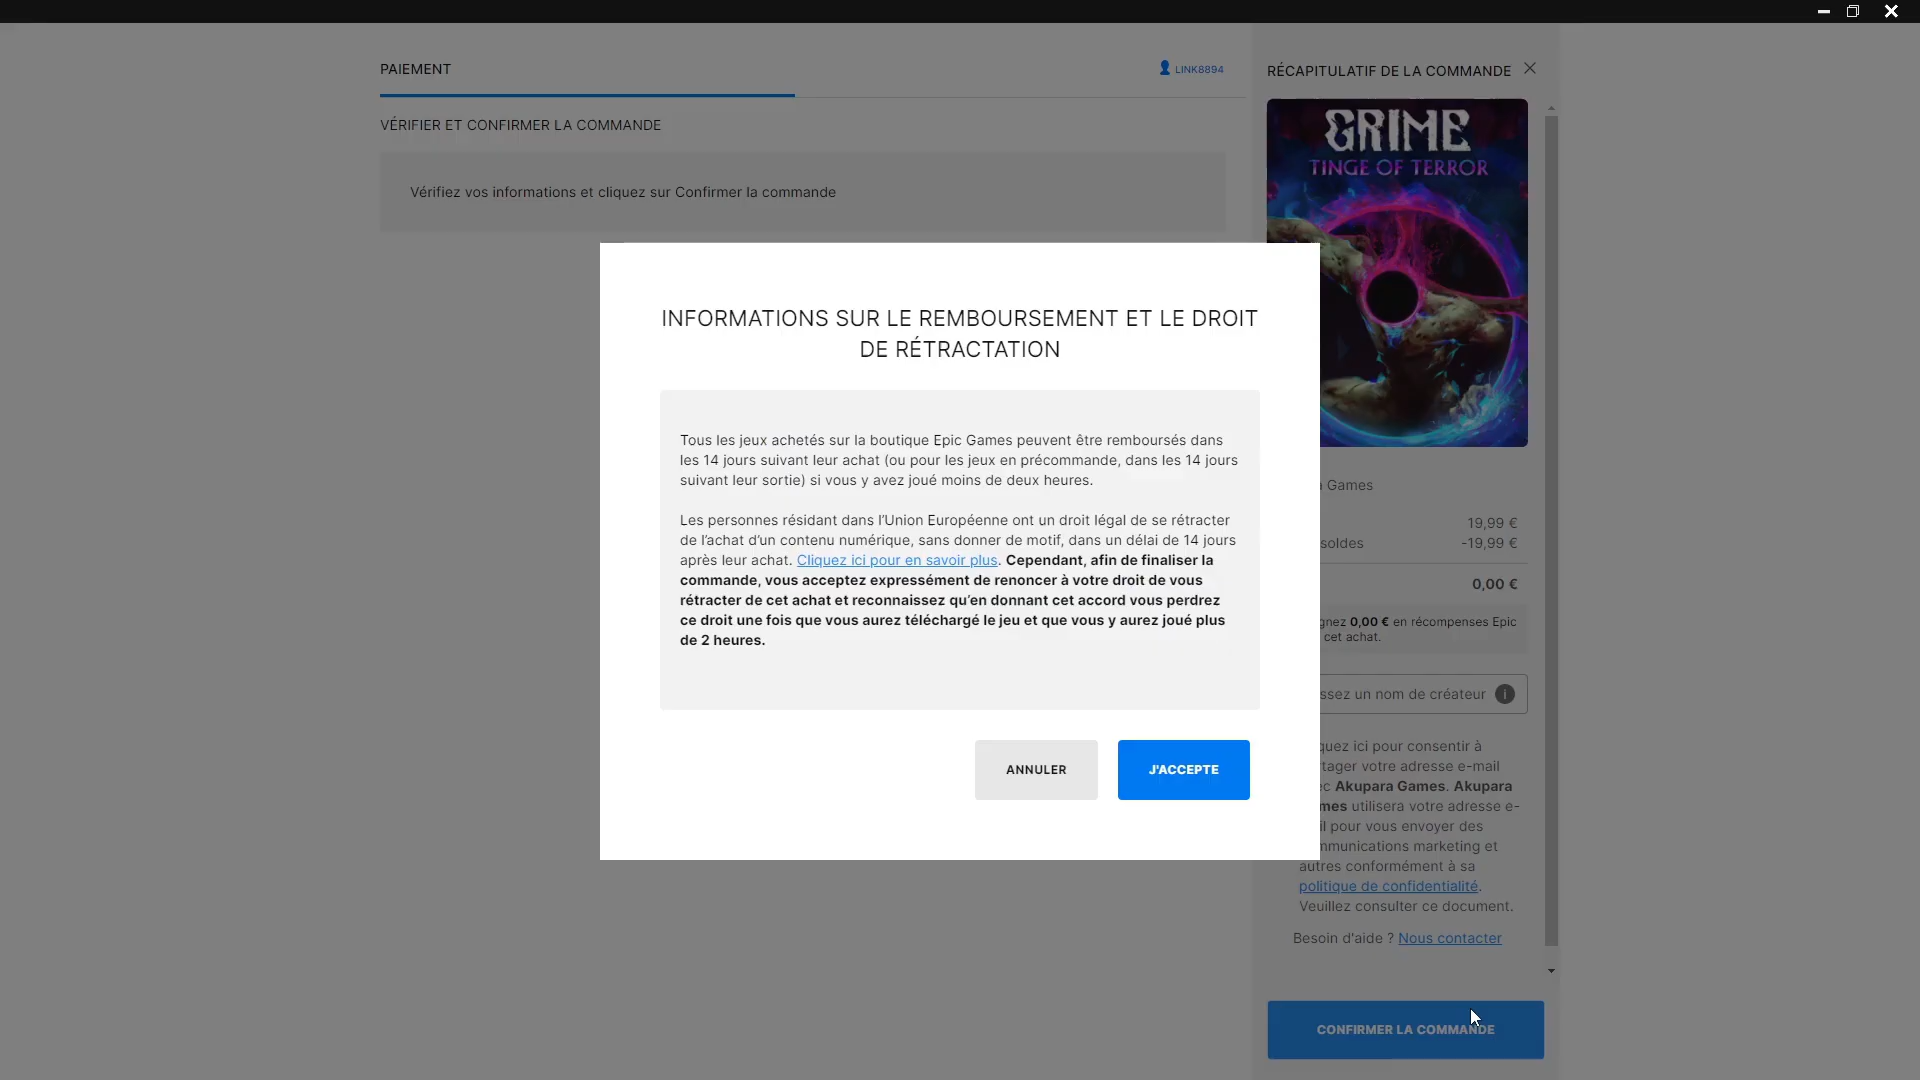 PAIEMENT
LINK8894
VÉRIFIER ET CONFIRMER LA COMMANDE
Vérifiez vos informations et cliquez sur Confirmer la commande
INFORMATIONS SUR LE REMBOURSEMENT ET LE DROIT
DE RÉTRACTATION
Tous les jeux achetés sur la boutique Epic Games peuvent être remboursés dans
les 14 jours suivant leur achat (ou pour les jeux en précommande, dans les 14 jours
suivant leur sortie) si vous y avez joué moins de deux heures.
Les personnes résidant dans l'Union Européenne ont un droit légal de se rétracter
de l'achat d'un contenu numérique, sans donner de motif, dans un délai de 14 jours
après leur achat. Cliquez ici pour en savoir plus. Cependant, afin de finaliser la
commande, vous acceptez expressément de renoncer à votre droit de vous
rétracter de cet achat et reconnaissez qu'en donnant cet accord vous perdrez
ce droit une fois que vous aurez téléchargé le jeu et que vous y aurez joué plus
de 2 heures.
ANNULER
J'ACCEPTE
RÉCAPITULATIF DE LA COMMANDE
GRIME
TINGE OF TERROR
Games
19,99 €
soldes
-19,99 €
0,00 €
0,00 € en récompenses Epic
cet achat.
un nom de créateur
ici pour consentir à
votre adresse e-mail
Akupara Games. Akupara
utilisera votre adresse e-
pour vous envoyer des
marketing et
autres conformément à sa
politique de confidentialité.
Veuillez consulter ce document.
Besoin d'aide ? Nous contacter
CONFIRMER LA COMMANDE